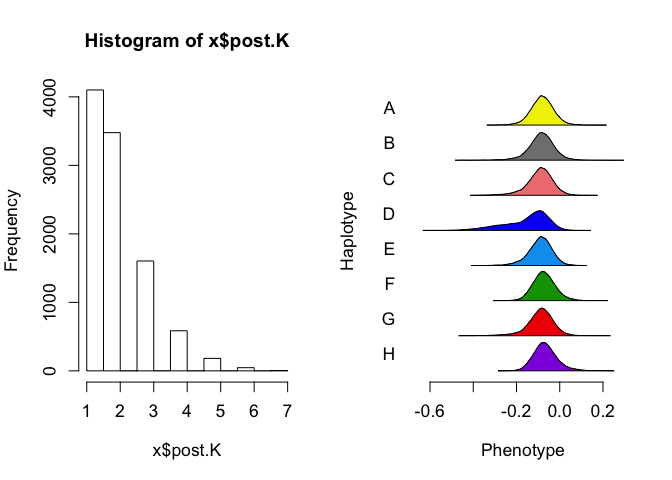 Histogram of x$post.K
Frequency
0
1000
2000
3000
4000
1 2 3 4 5 6 7
x$post.K
Haplotype
A
B
C
D
E
F
G
H
-0.6 -0.2 0.0 0.2
Phenotype